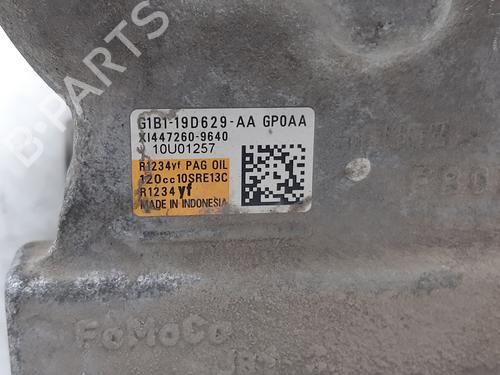 G1B1-19D629-AA GP0AA
XI447260-9640
10U01257
R1234yf PAG OIL
120cc10SRE13C
R1234yf
MADE IN INDONESIA
FoMoCo
B-PARTS